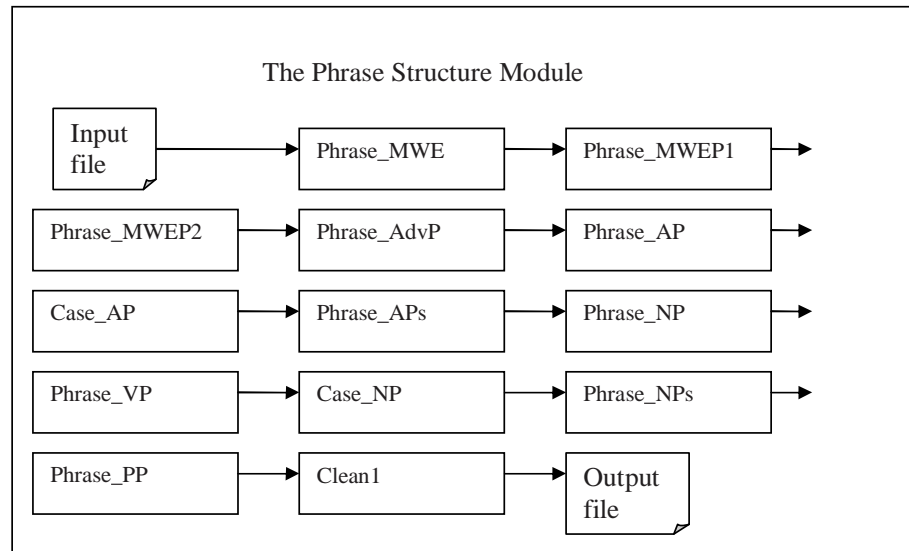 The Phrase Structure Module
Input
file
Phrase_MWE
Phrase_MWEP1
Phrase_MWEP2
Phrase_AdvP
Phrase_AP
Case_AP
Phrase_APs
Phrase_NP
Phrase_VP
Case_NP
Phrase_NPs
Phrase_PP
Clean1
Output
file